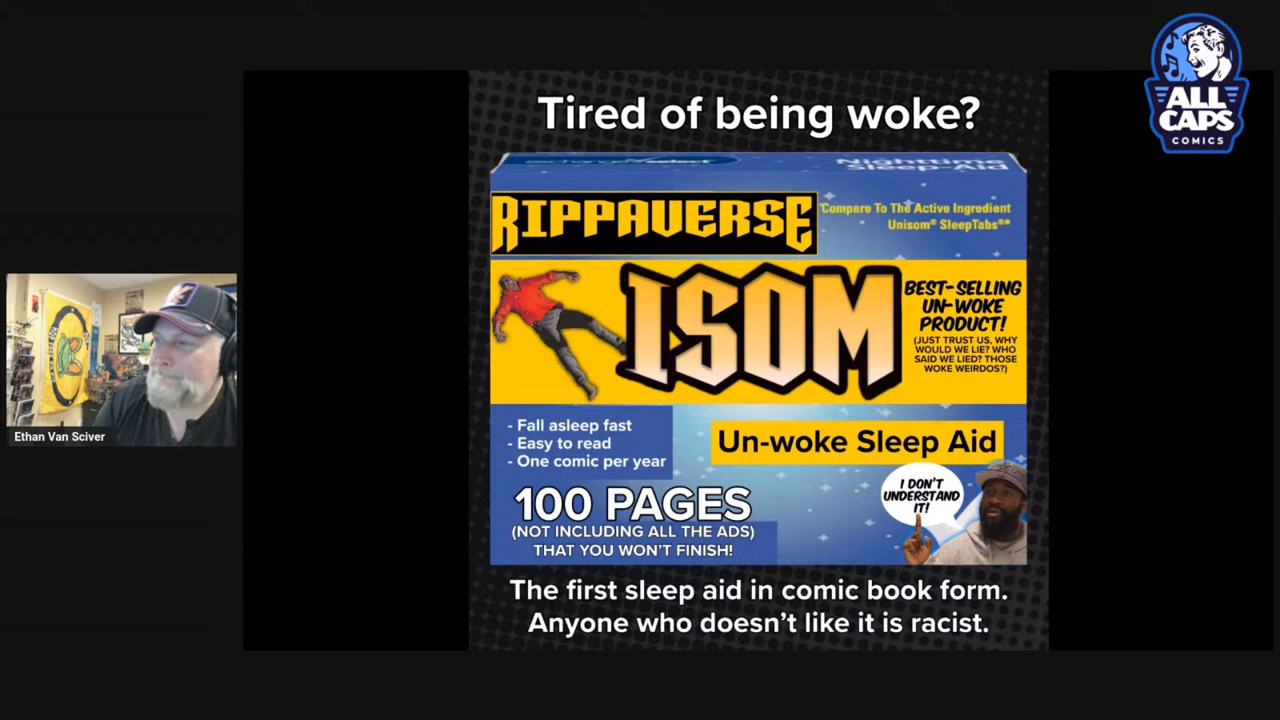 ALL
CAPS
COMICS
Tired of being woke?
Nighttime
Sleep-Aid
RIPPAVERSE
Compare To The Active Ingredient
Unisom® SleepTabs®*
ISOM
BEST-SELLING
UN-WOKE
PRODUCT!
(JUST TRUST US, WHY
WOULD WE LIE? WHO
SAID WE LIED? THOSE
WOKE WEIRDOS?)
- Fall asleep fast
- Easy to read
- One comic per year
Un-woke Sleep Aid
100 PAGES
(NOT INCLUDING ALL THE ADS)
THAT YOU WON'T FINISH!
I DON'T
UNDERSTAND
IT!
The first sleep aid in comic book form.
Anyone who doesn't like it is racist.
Ethan Van Sciver